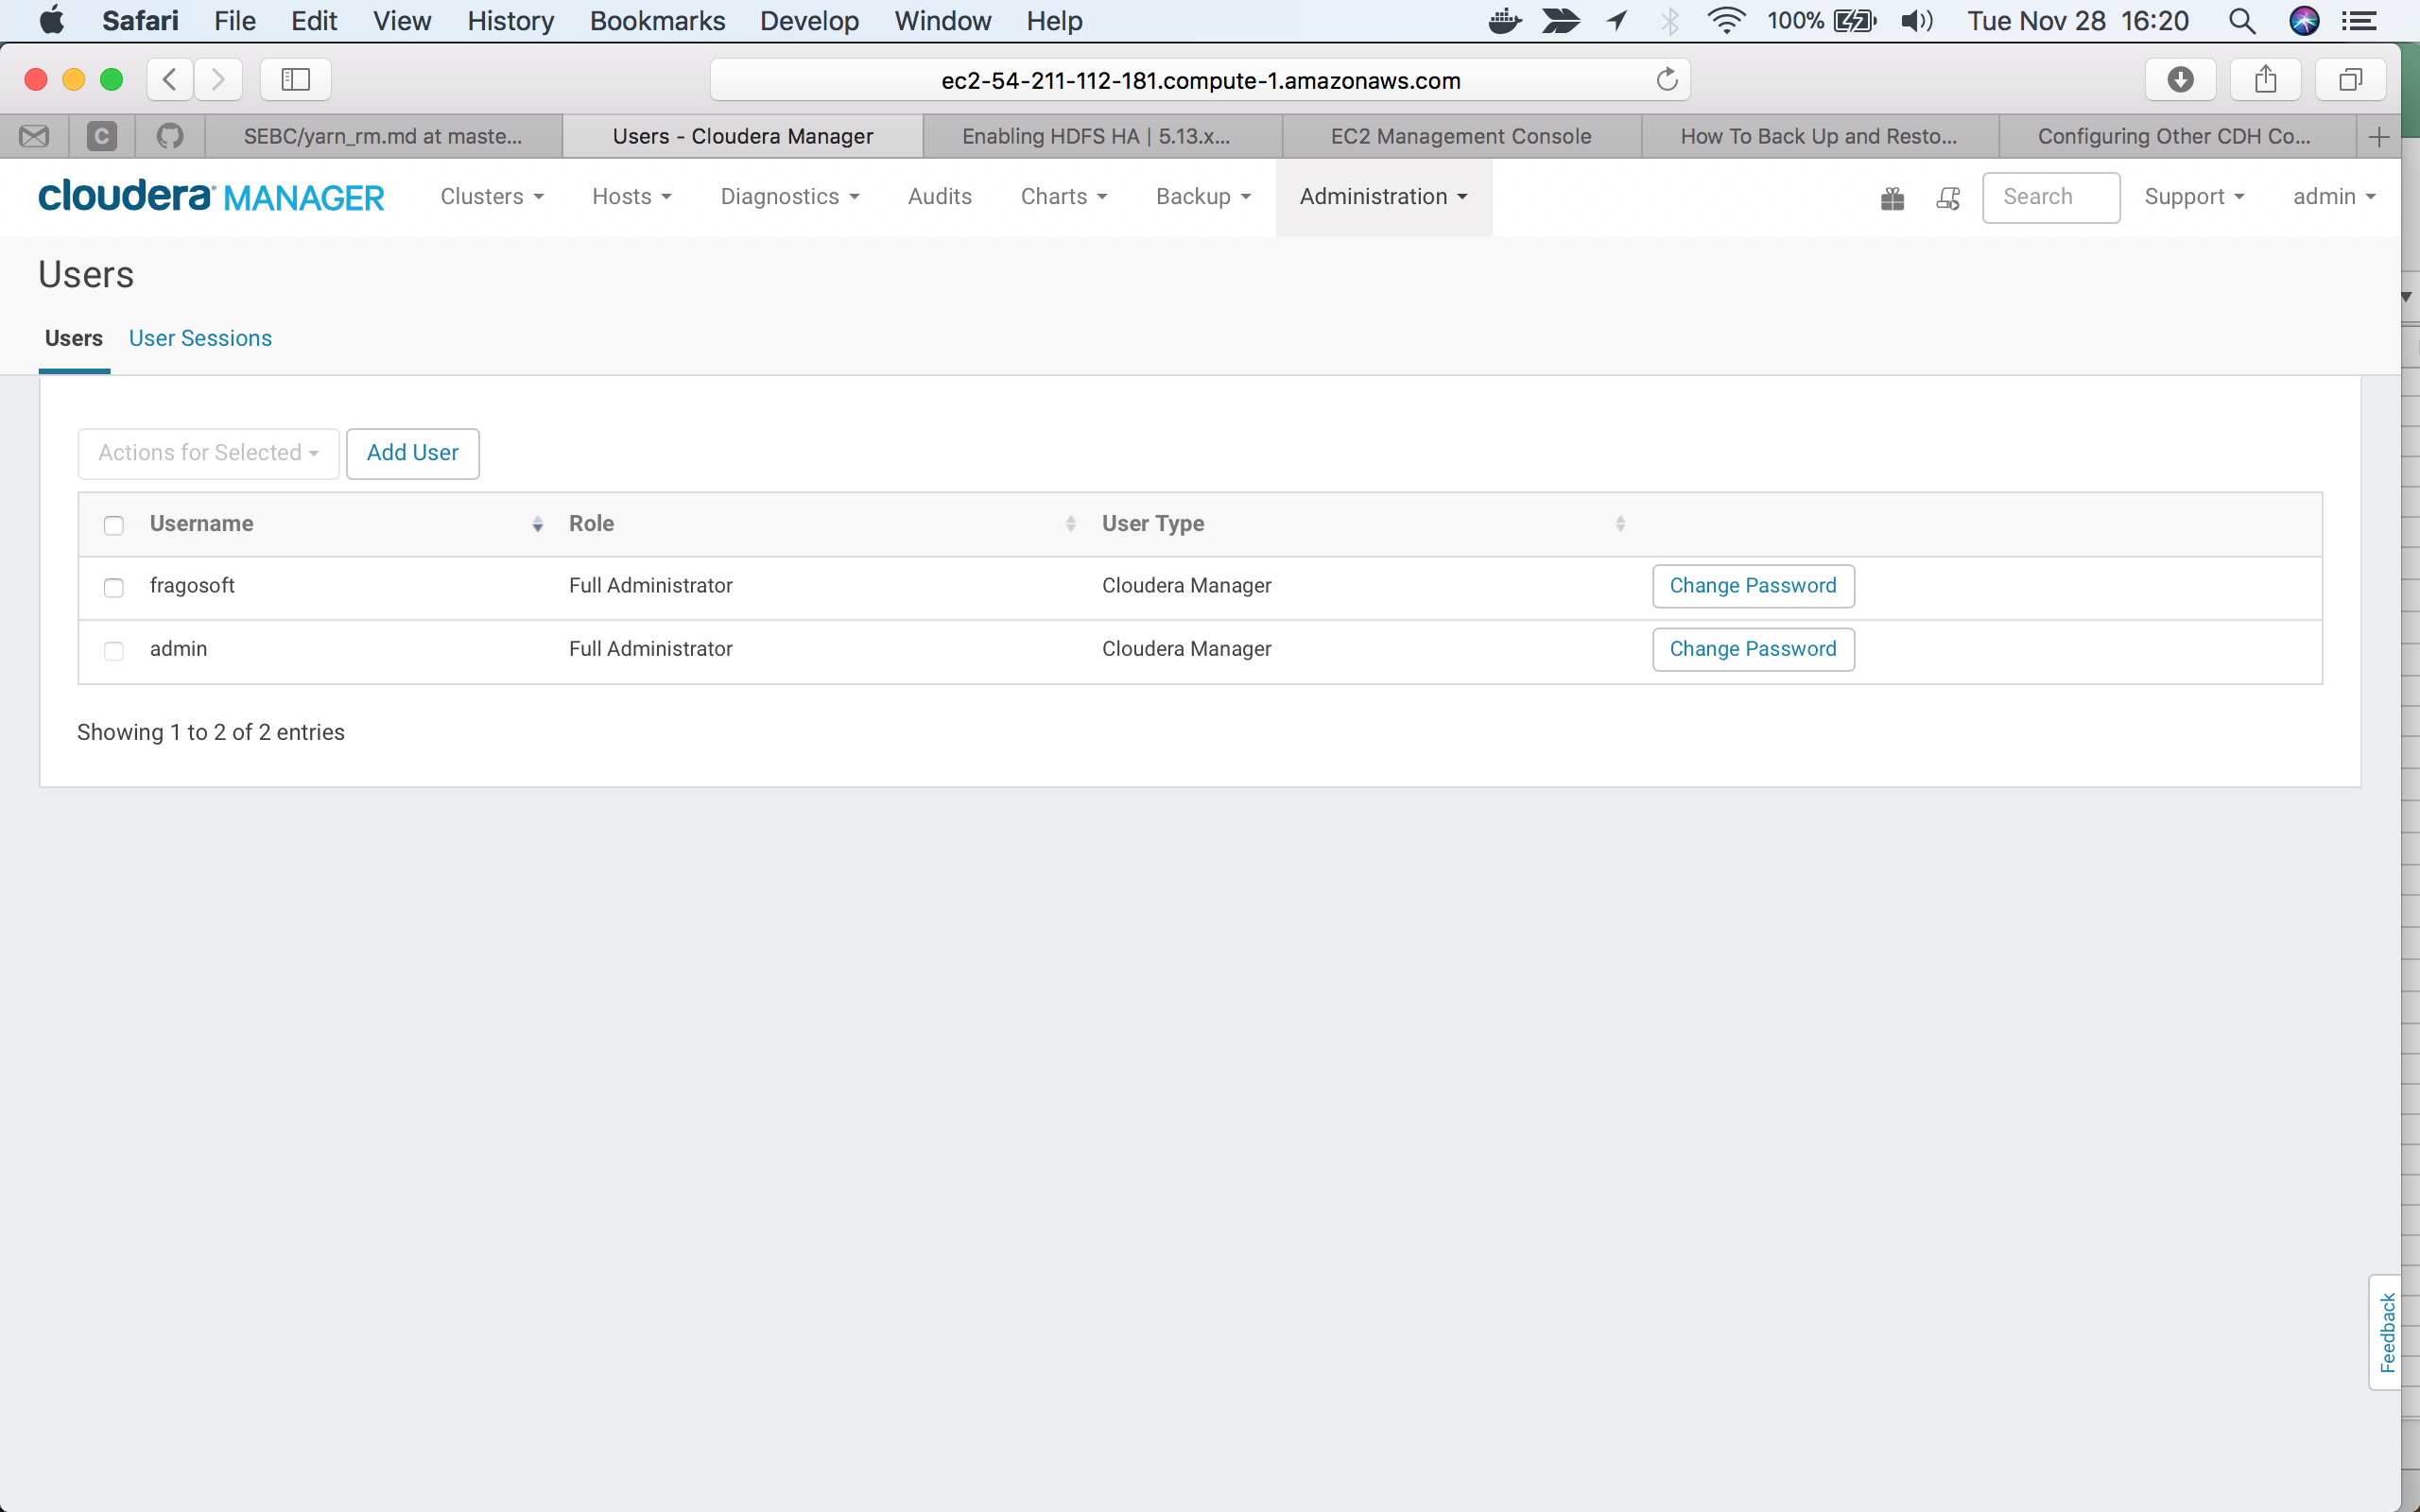 Safari File Edit View History Bookmarks Develop Window Help 100% Tue Nov 28 16:20
ec2-54-211-112-181.compute-1.amazonaws.com
C SEBC/yarn_rm.md at maste... Users - Cloudera Manager Enabling HDFS HA | 5.13.x... EC2 Management Console How To Back Up and Resto... Configuring Other CDH Co...
cloudera MANAGER Clusters Hosts Diagnostics Audits Charts Backup Administration Search Support admin
Users
Users User Sessions
Actions for Selected Add User
Username Role User Type
fragosoft Full Administrator Cloudera Manager Change Password
admin Full Administrator Cloudera Manager Change Password
Showing 1 to 2 of 2 entries
Feedback